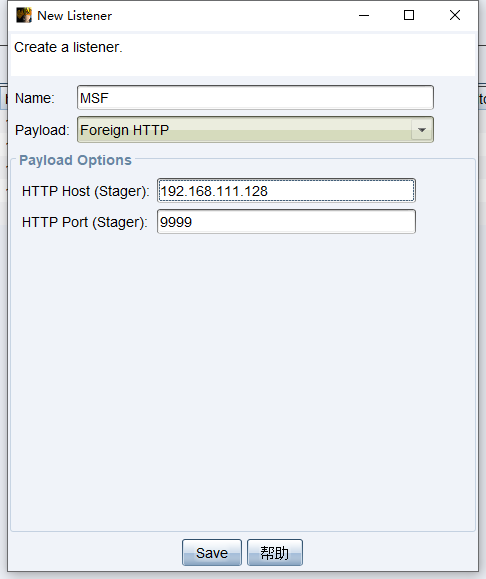 New Listener
Create a listener.
Name: MSF
Payload: Foreign HTTP
Payload Options
HTTP Host (Stager): 192.168.111.128
HTTP Port (Stager): 9999
Save 帮助